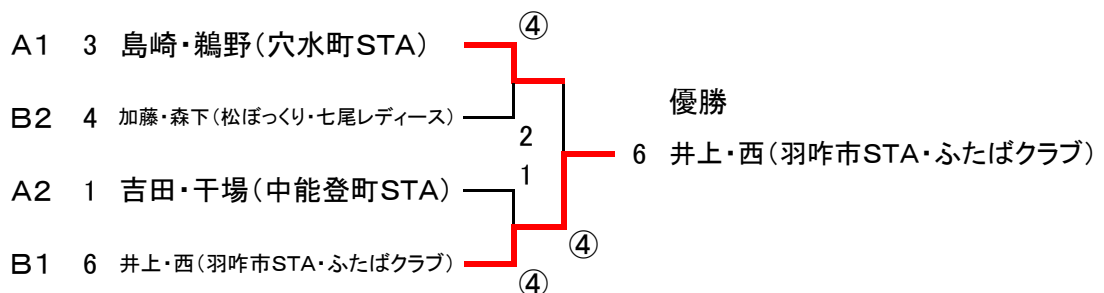 ④
A1 3 島崎・鵜野(穴水町STA)
優勝
B2 4 加藤・森下(松ぼっくり・七尾レディース)
2
6 井上・西(羽咋市STA・ふたばクラブ)
1
A2 1 吉田・干場(中能登町STA)
④
B1 6 井上・西(羽咋市STA・ふたばクラブ)
④